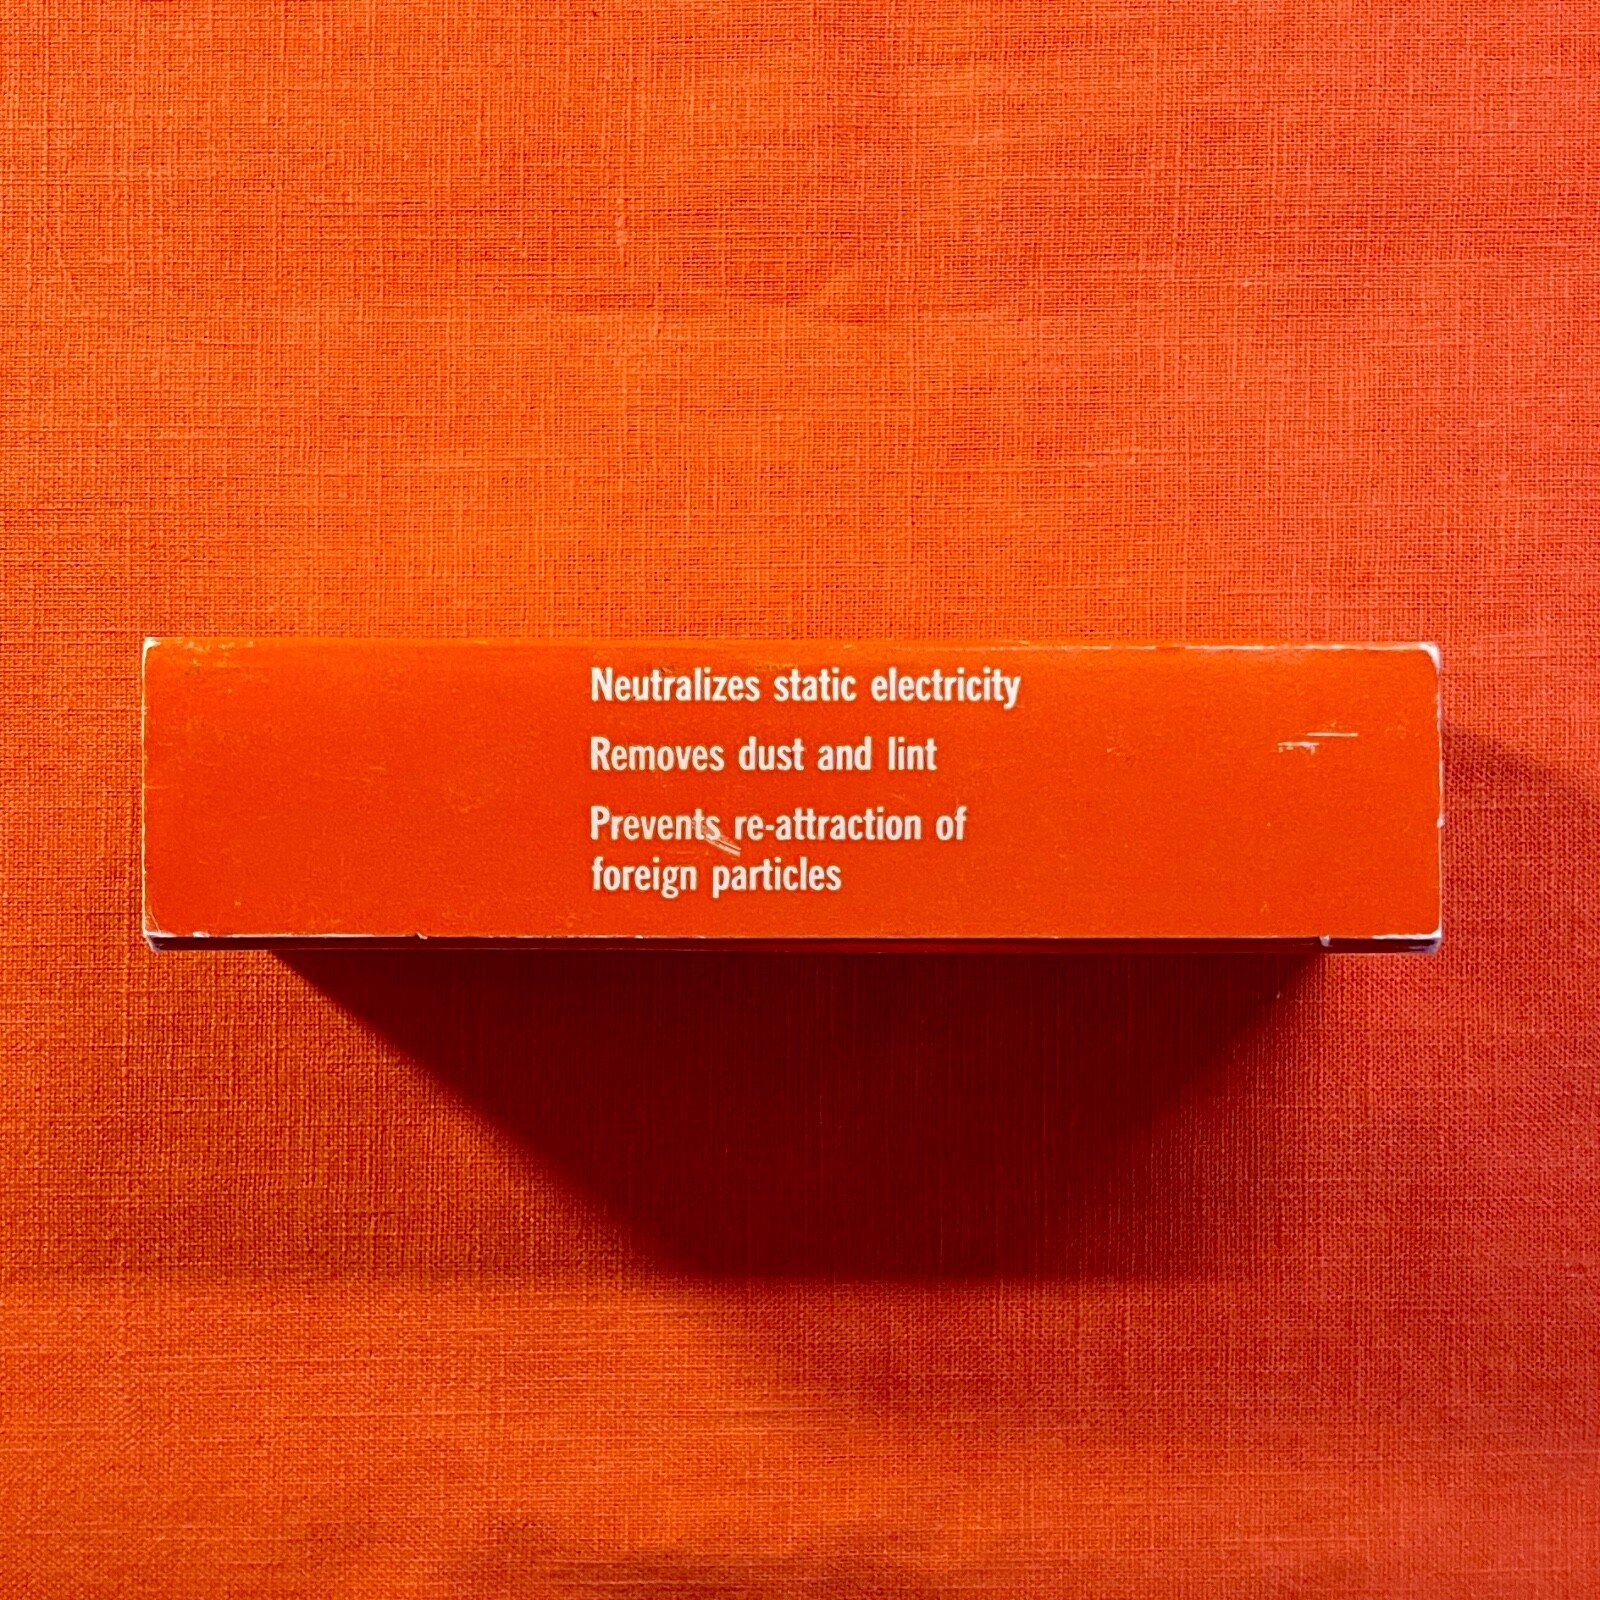 Neutralizes static electricity
Removes dust and lint
Prevents re-attraction of
foreign particles